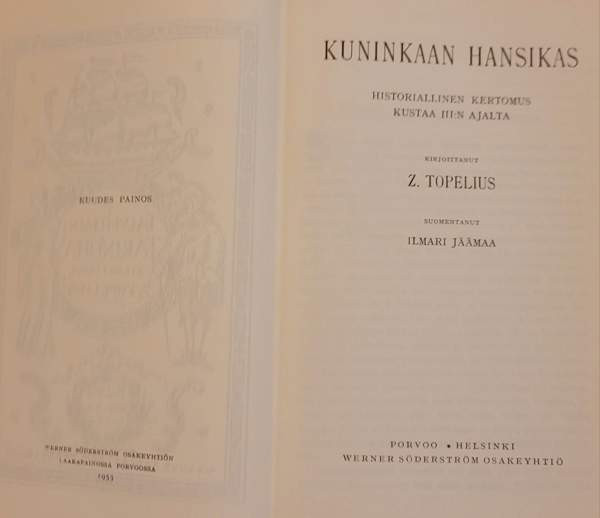 KUUDES PAINOS
WERNER SÖDERSTRÖM OSAKEYHTIÖN
LAAKAPAINOSSA PORVOOSSA
1953
KUNINKAAN HANSIKAS
HISTORIALLINEN KERTOMUS
KUSTAA III:N AJALTA
KIRJOITTANUT
Z. TOPELIUS
SUOMENTANUT
ILMARI JÄÄMAA
PORVOO • HELSINKI
WERNER SÖDERSTRÖM OSAKEYHTIÖ